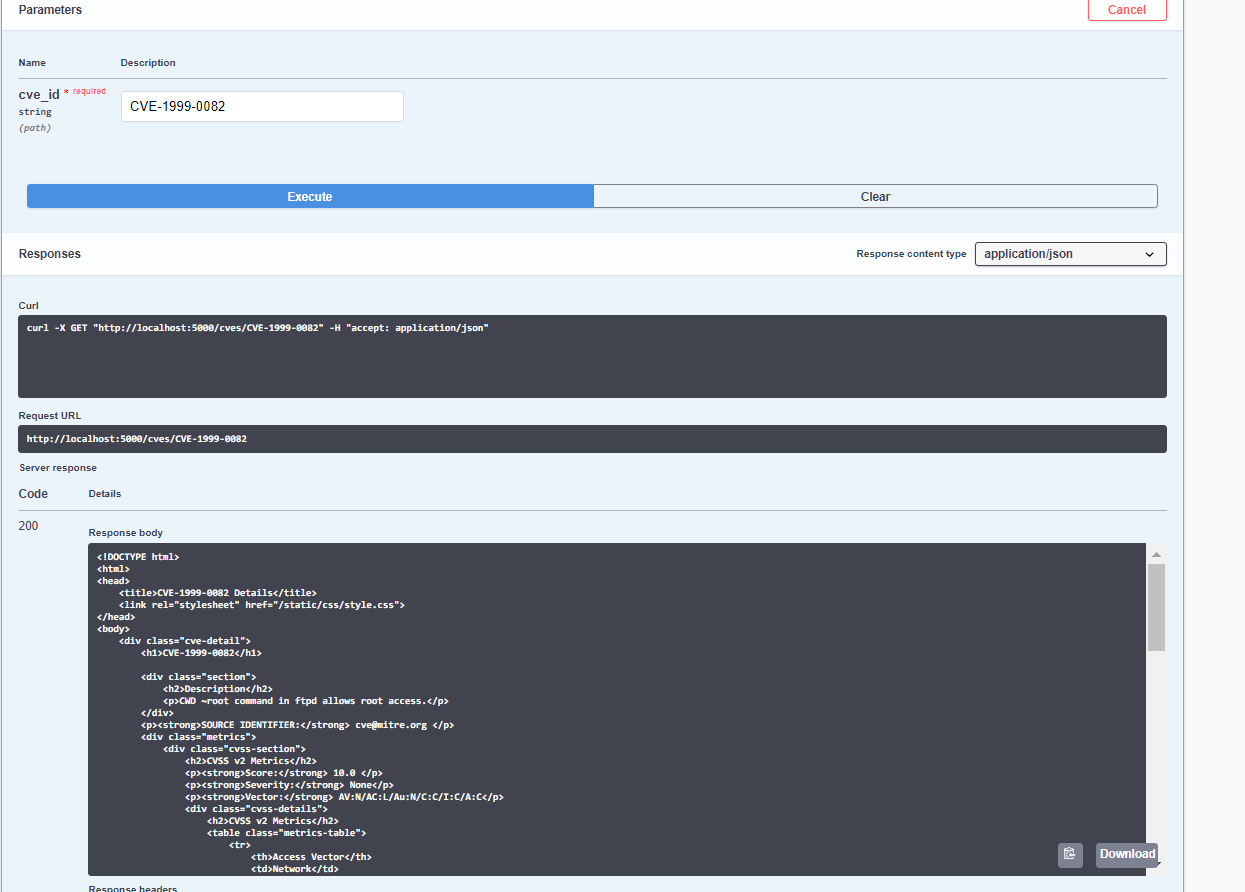 Parameters
Cancel
Name Description
cve_id * required
string
(path)
CVE-1999-0082
Execute Clear
Responses
Response content type application/json
Curl
curl -X GET "http://localhost:5000/cves/CVE-1999-0082" -H "accept: application/json"
Request URL
http://localhost:5000/cves/CVE-1999-0082
Server response
Code Details
200
Response body
<!DOCTYPE html>
<html>
<head>
    <title>CVE-1999-0082 Details</title>
    <link rel="stylesheet" href="/static/css/style.css">
</head>
<body>
    <div class="cve-detail">
        <h1>CVE-1999-0082</h1>

        <div class="section">
            <h2>Description</h2>
            <p>CWD ~root command in ftpd allows root access.</p>
        </div>
        <p><strong>SOURCE IDENTIFIER:</strong> cve@mitre.org </p>
        <div class="metrics">
            <div class="cvss-section">
                <h2>CVSS v2 Metrics</h2>
                <p><strong>Score:</strong> 10.0 </p>
                <p><strong>Severity:</strong> None</p>
                <p><strong>Vector:</strong> AV:N/AC:L/Au:N/C:C/I:C/A:C</p>
                <div class="cvss-details">
                    <h2>CVSS v2 Metrics</h2>
                    <table class="metrics-table">
                        <tr>
                            <th>Access Vector</th>
                            <td>Network</td>
Download
Response headers